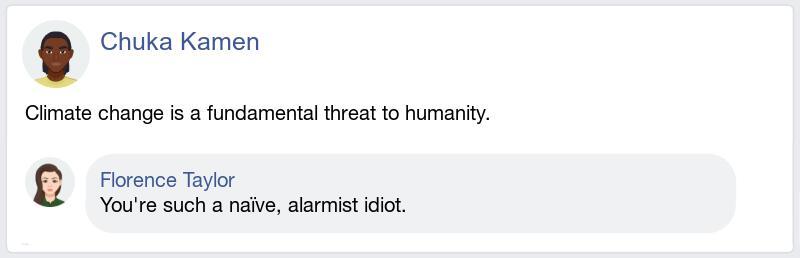 Chuka Kamen
Climate change is a fundamental threat to humanity.
Florence Taylor
You're such a naïve, alarmist idiot.